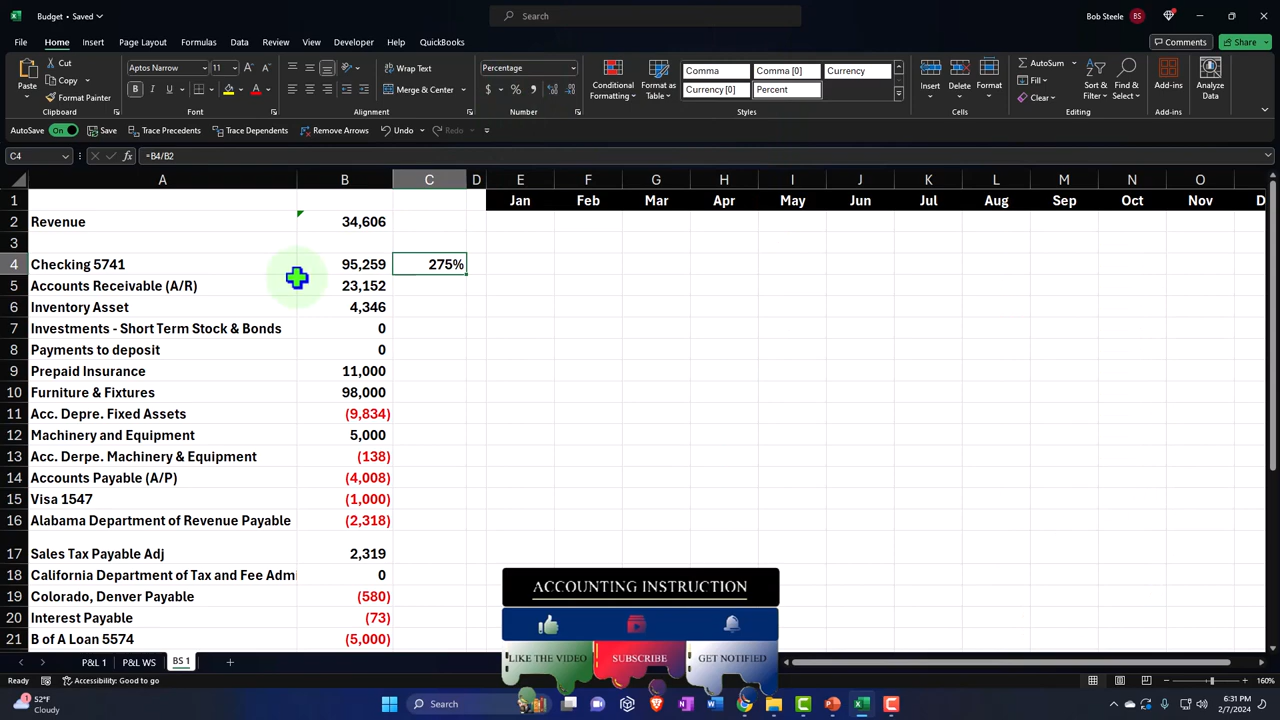 Budget • Saved
Search
Bob Steele
BS
File
Home
Insert
Page Layout
Formulas
Data
Review
View
Developer
Help
QuickBooks
Comments
Share
Paste
Cut
Copy
Format Painter
Clipboard
Aptos Narrow
11
B
I
U
Font
Wrap Text
Merge & Center
Alignment
Percentage
$
%
Number
Conditional
Formatting
Format as
Table
Comma
Comma [0]
Currency
Currency [0]
Percent
Styles
Insert
Delete
Format
Cells
AutoSum
Fill
Clear
Sort &
Filter
Find &
Select
Editing
Add-ins
Add-ins
Analyze
Data
AutoSave
On
Save
Trace Precedents
Trace Dependents
Remove Arrows
Undo
Redo
C4
fx
=B4/B2
A B C D E F G H I J K L M N O
1 Jan Feb Mar Apr May Jun Jul Aug Sep Oct Nov D
2 Revenue 34,606
3
4 Checking 5741 95,259 275%
5 Accounts Receivable (A/R) 23,152
6 Inventory Asset 4,346
7 Investments - Short Term Stock & Bonds 0
8 Payments to deposit 0
9 Prepaid Insurance 11,000
10 Furniture & Fixtures 98,000
11 Acc. Depre. Fixed Assets (9,834)
12 Machinery and Equipment 5,000
13 Acc. Derpe. Machinery & Equipment (138)
14 Accounts Payable (A/P) (4,008)
15 Visa 1547 (1,000)
16 Alabama Department of Revenue Payable (2,318)
17 Sales Tax Payable Adj 2,319
18 California Department of Tax and Fee Admi 0
19 Colorado, Denver Payable (580)
20 Interest Payable (73)
21 B of A Loan 5574 (5,000)
ACCOUNTING INSTRUCTION
LIKE THE VIDEO
SUBSCRIBE
GET NOTIFIED
P&L 1
P&L WS
BS 1
Ready
Accessibility: Good to go
160%
52°F
Cloudy
Search
6:31 PM
2/7/2024